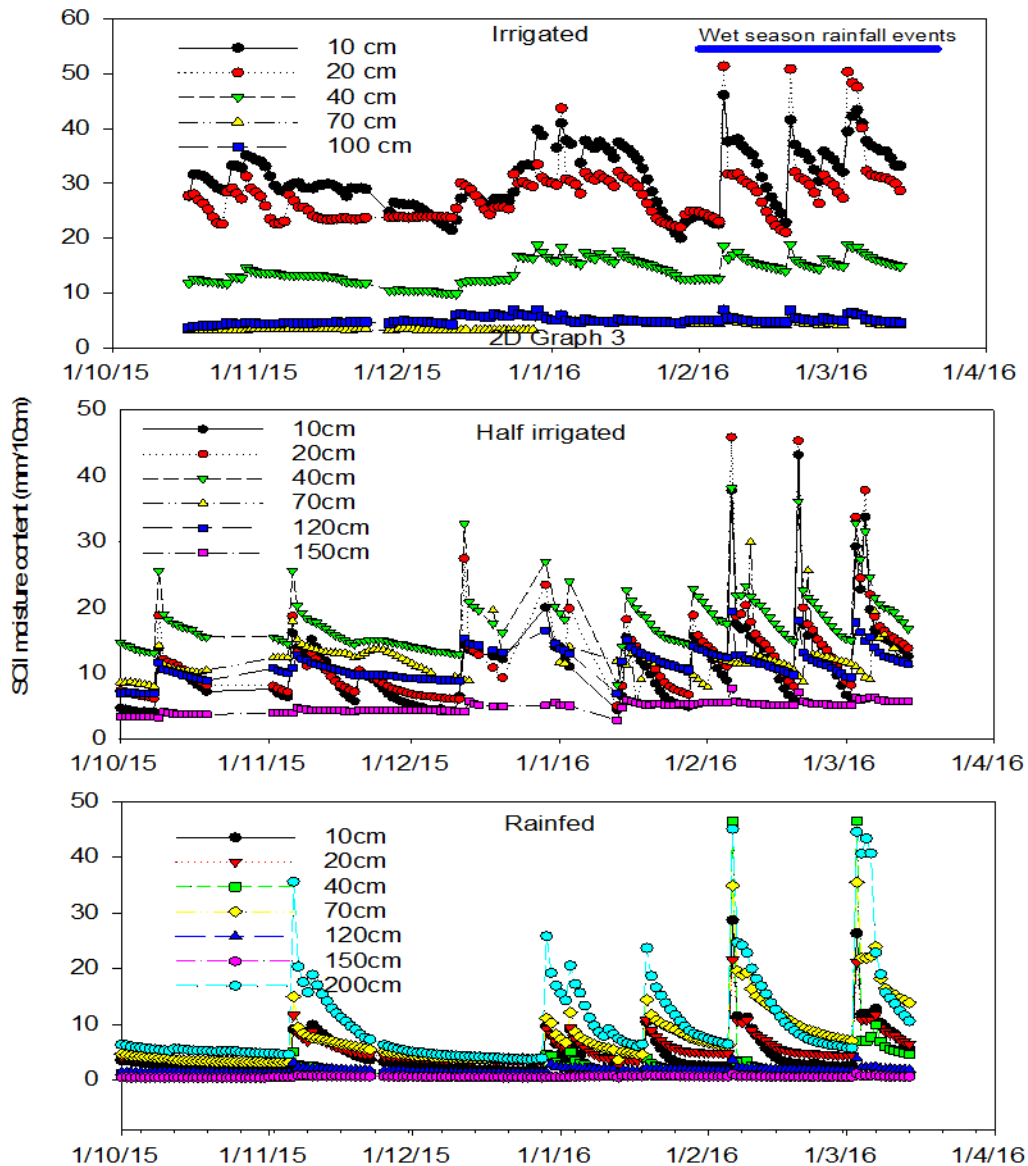 60
50
40
30
20
10
0
Irrigated
Wet season rainfall events
10 cm
20 cm
40 cm
70 cm
100 cm
2D Graph 3
1/10/15 1/11/15 1/12/15 1/1/16 1/2/16 1/3/16 1/4/16
SOil moisture content (mm/10cm)
50
40
30
20
10
0
Half irrigated
10cm
20cm
40cm
70cm
120cm
150cm
1/10/15 1/11/15 1/12/15 1/1/16 1/2/16 1/3/16 1/4/16
50
40
30
20
10
0
Rainfed
10cm
20cm
40cm
70cm
120cm
150cm
200cm
1/10/15 1/11/15 1/12/15 1/1/16 1/2/16 1/3/16 1/4/16